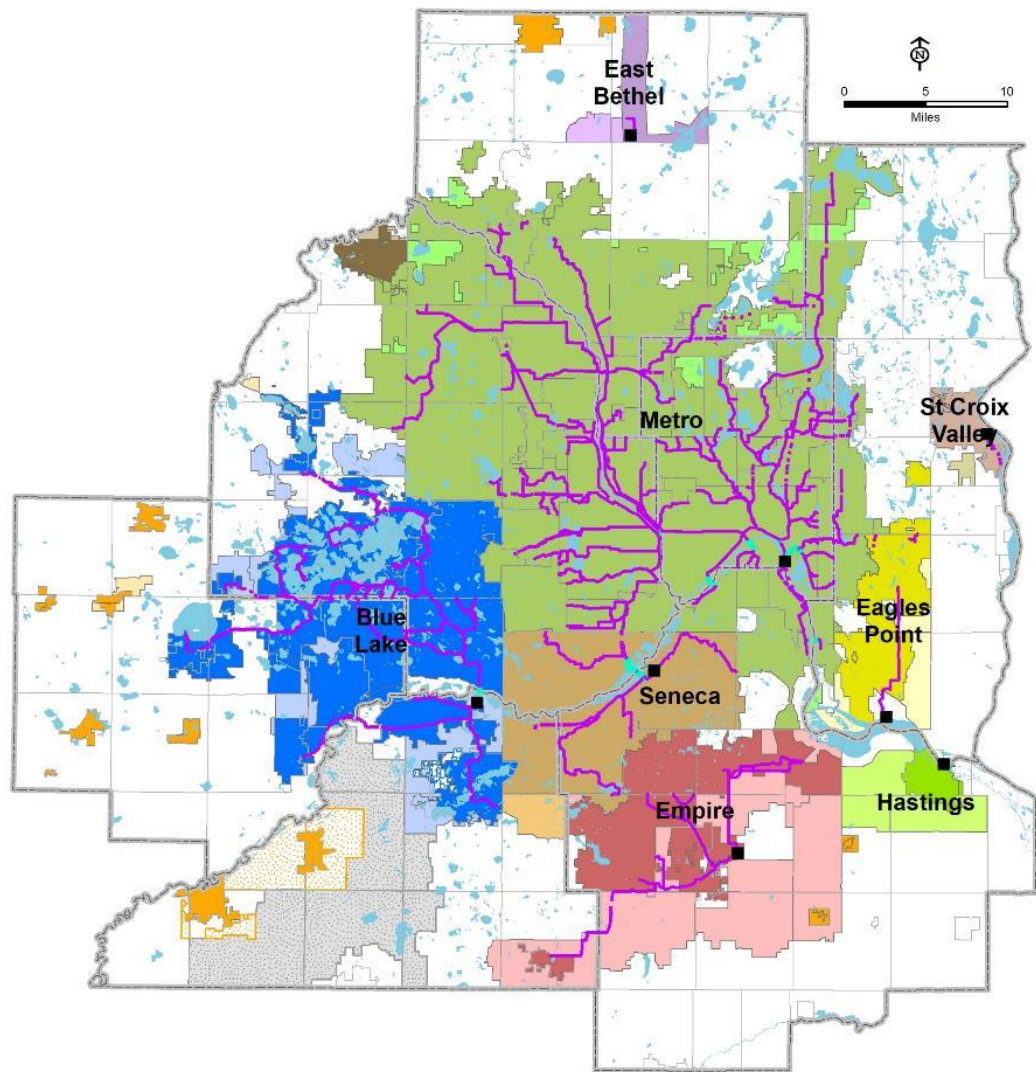 East
Bethel
N
0 5 10
Miles
Metro
St Croix
Valley
Blue
Lake
Eagles
Point
Seneca
Empire
Hastings